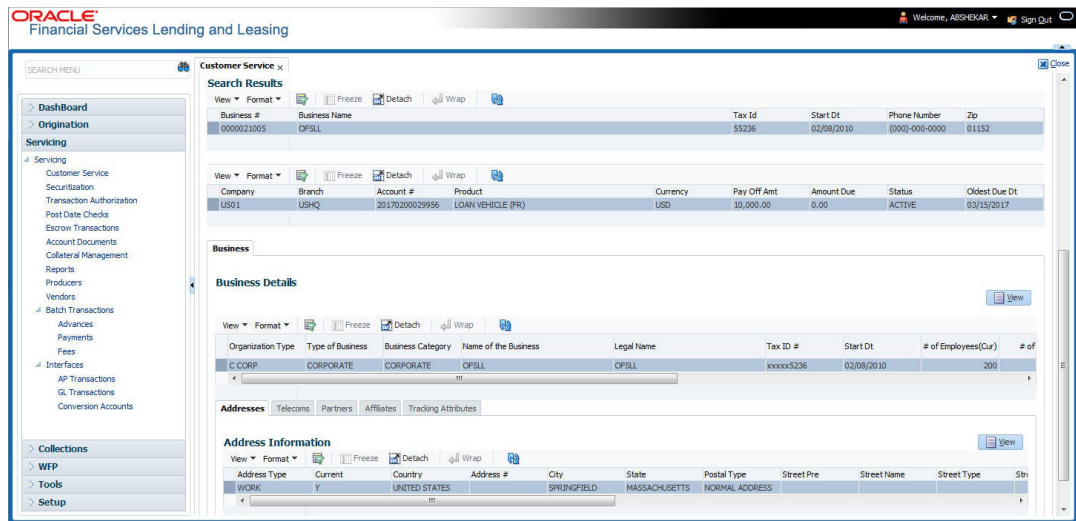 ORACLE
Financial Services Lending and Leasing
Welcome, ABSHEKAR
Sign Out
SEARCH MENU
DashBoard
Origination
Servicing
Servicing
Customer Service
Securitization
Transaction Authorization
Post Date Checks
Escrow Transactions
Account Documents
Collateral Management
Reports
Producers
Vendors
Batch Transactions
Advances
Payments
Fees
Interfaces
AP Transactions
GL Transactions
Conversion Accounts
Collections
WFP
Tools
Setup
Customer Service x
Close
Search Results
View Format Freeze Detach Wrap
Business # Business Name Tax Id Start Dt Phone Number Zip
0000021005 OFSLL 55236 02/08/2010 (000)-000-0000 01152
View Format Freeze Detach Wrap
Company Branch Account # Product Currency Pay Off Amt Amount Due Status Oldest Due Dt
US01 USHQ 20170200029956 LOAN VEHICLE (FR) USD 10,000.00 0.00 ACTIVE 03/15/2017
Business
Business Details
View
View Format Freeze Detach Wrap
Organization Type Type of Business Business Category Name of the Business Legal Name Tax ID # Start Dt # of Employees(Cur) # of
C CORP CORPORATE CORPORATE OFSLL OFSLL xxxxx5236 02/08/2010 200
Addresses Telecoms Partners Affiliates Tracking Attributes
Address Information
View
View Format Freeze Detach Wrap
Address Type Current Country Address # City State Postal Type Street Pre Street Name Street Type Stre
WORK Y UNITED STATES SPRINGFIELD MASSACHUSETTS NORMAL ADDRESS